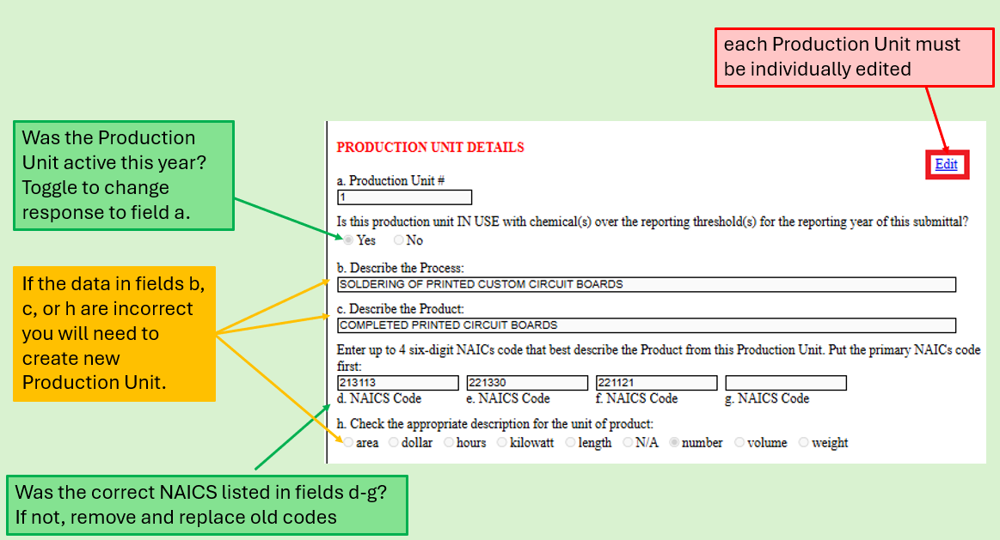 each Production Unit must
be individually edited
Was the Production
Unit active this year?
Toggle to change
response to field a.
If the data in fields b,
c, or h are incorrect
you will need to
create new
Production Unit.
PRODUCTION UNIT DETAILS
Edit
a. Production Unit #
1
Is this production unit IN USE with chemical(s) over the reporting threshold(s) for the reporting year of this submittal?
Yes No
b. Describe the Process:
SOLDERING OF PRINTED CUSTOM CIRCUIT BOARDS
c. Describe the Product:
COMPLETED PRINTED CIRCUIT BOARDS
Enter up to 4 six-digit NAICs code that best describe the Product from this Production Unit. Put the primary NAICs code
first:
213113 221330 221121
d. NAICS Code e. NAICS Code f. NAICS Code g. NAICS Code
h. Check the appropriate description for the unit of product:
area dollar hours kilowatt length N/A number volume weight
Was the correct NAICS listed in fields d-g?
If not, remove and replace old codes